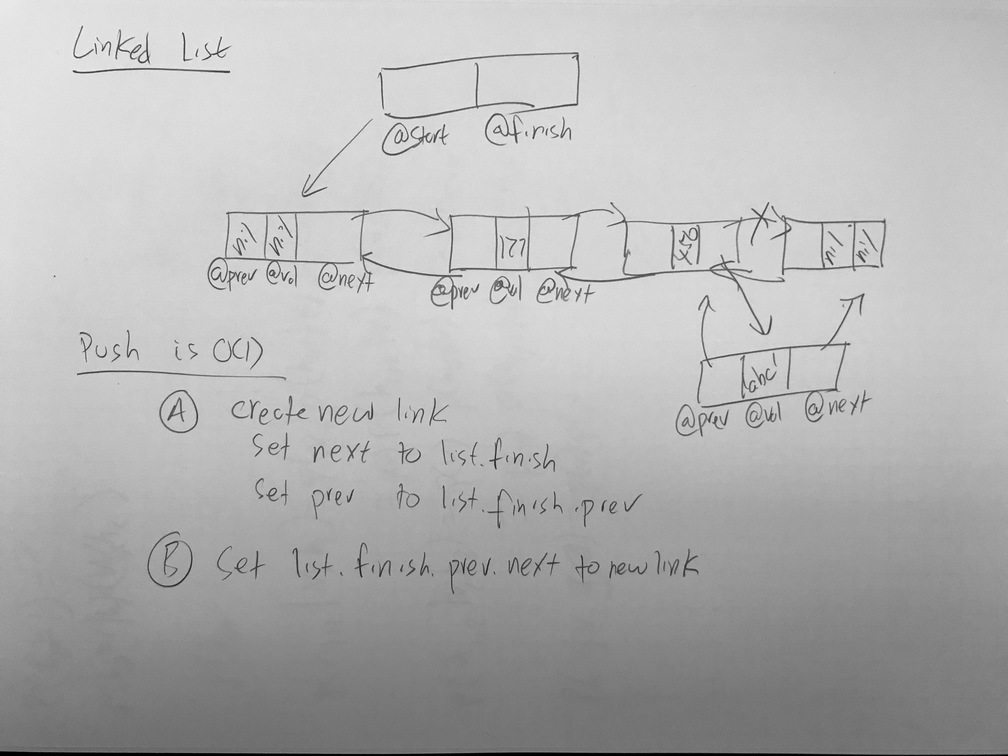 Linked List
@start @finish
nil nil
@prev @val @next
@prev @val @next
nil nil
'abc'
@prev @val @next
Push is O(1)
A create new link
set next to list.finish
set prev to list.finish.prev
B Set list.finish.prev.next to new link